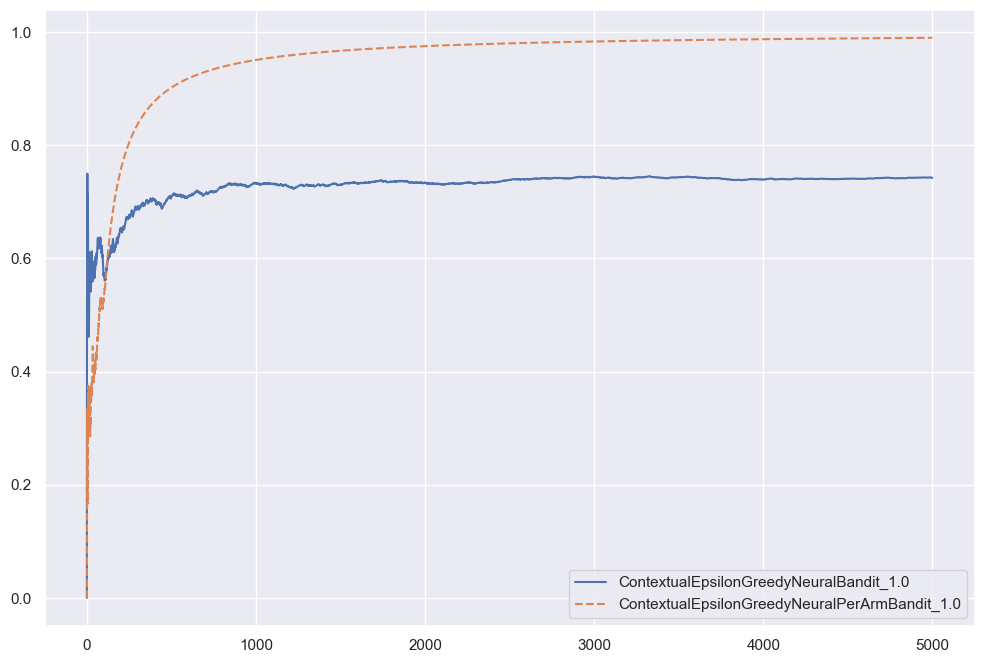 1.0
0.8
0.6
0.4
0.2
0.0
0 1000 2000 3000 4000 5000
ContextualEpsilonGreedyNeuralBandit_1.0
ContextualEpsilonGreedyNeuralPerArmBandit_1.0